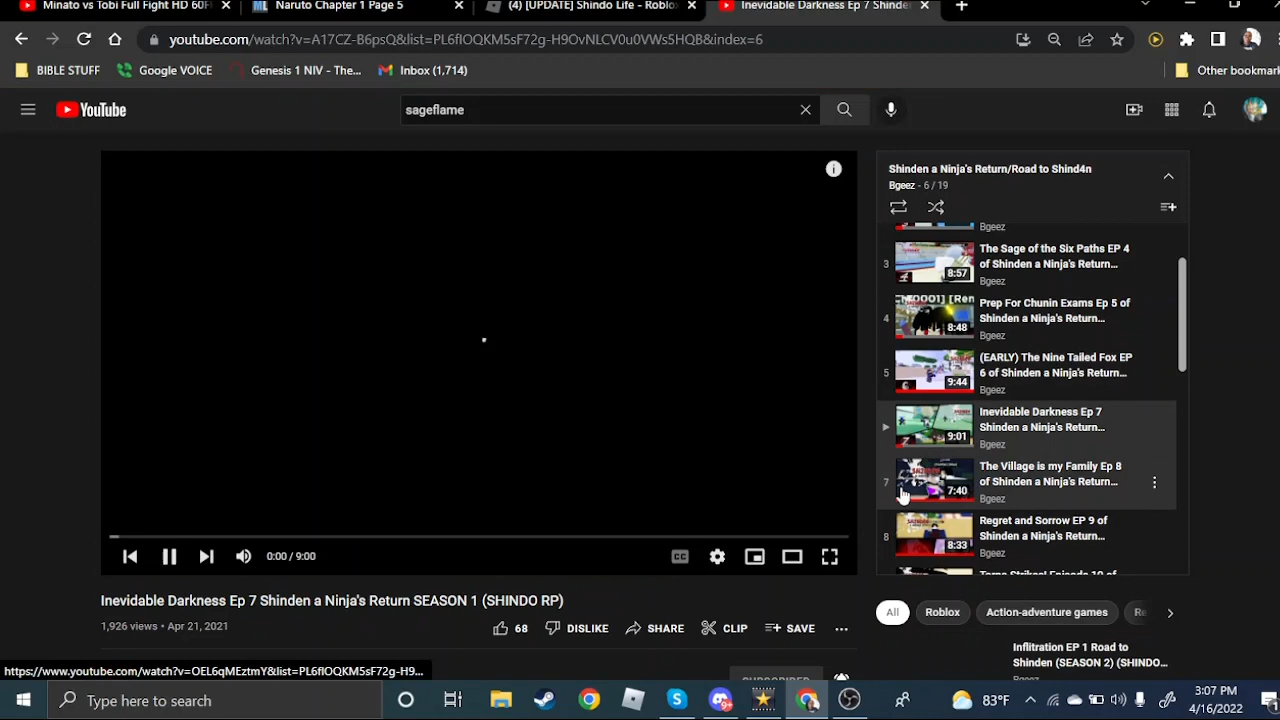 Minato vs Tobi Full Fight HD 60F
Naruto Chapter 1 Page 5
(4) [UPDATE] Shindo Life - Roblox
Inevidable Darkness Ep 7 Shinde
youtube.com/watch?v=A17CZ-B6psQ&list=PL6fIOQKM5sF72g-H9OvNLCV0u0VWs5HQB&index=6
BIBLE STUFF
Google VOICE
Genesis 1 NIV - The...
Inbox (1,714)
Other bookmark
YouTube
sageflame
Shinden a Ninja's Return/Road to Shind4n
Bgeez - 6 / 19
Bgeez
3
8:57
The Sage of the Six Paths EP 4
of Shinden a Ninja's Return...
Bgeez
4
8:48
Prep For Chunin Exams Ep 5 of
Shinden a Ninja's Return...
Bgeez
5
9:44
(EARLY) The Nine Tailed Fox EP
6 of Shinden a Ninja's Return...
Bgeez
9:01
Inevidable Darkness Ep 7
Shinden a Ninja's Return...
Bgeez
7
7:40
The Village is my Family Ep 8
of Shinden a Ninja's Return...
Bgeez
8
8:33
Regret and Sorrow EP 9 of
Shinden a Ninja's Return...
Bgeez
0:00 / 9:00
Inevidable Darkness Ep 7 Shinden a Ninja's Return SEASON 1 (SHINDO RP)
1,926 views • Apr 21, 2021
68
DISLIKE
SHARE
CLIP
SAVE
All
Roblox
Action-adventure games
Re
Inflitration EP 1 Road to
Shinden (SEASON 2) (SHINDO...
Bgeez
SUBSCRIBED
https://www.youtube.com/watch?v=OEL6qMEztmY&list=PL6fIOQKM5sF72g-H9...
Type here to search
83°F
3:07 PM
4/16/2022